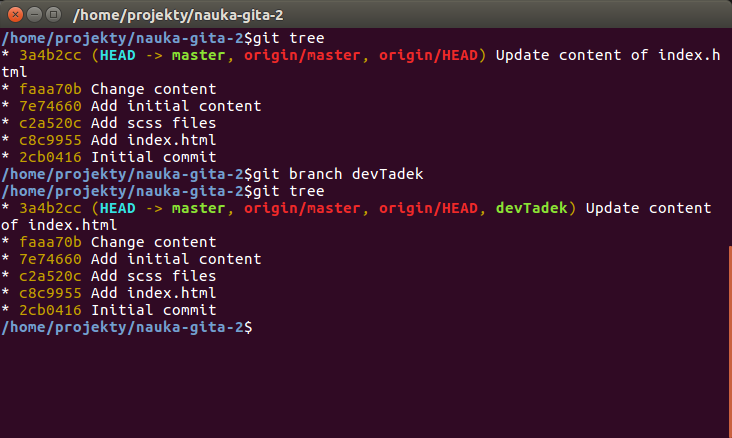 /home/projekty/nauka-gita-2
/home/projekty/nauka-gita-2$git tree
* 3a4b2cc (HEAD -> master, origin/master, origin/HEAD) Update content of index.h
tml
* faaa70b Change content
* 7e74660 Add initial content
* c2a520c Add scss files
* c8c9955 Add index.html
* 2cb0416 Initial commit
/home/projekty/nauka-gita-2$git branch devTadek
/home/projekty/nauka-gita-2$git tree
* 3a4b2cc (HEAD -> master, origin/master, origin/HEAD, devTadek) Update content
of index.html
* faaa70b Change content
* 7e74660 Add initial content
* c2a520c Add scss files
* c8c9955 Add index.html
* 2cb0416 Initial commit
/home/projekty/nauka-gita-2$